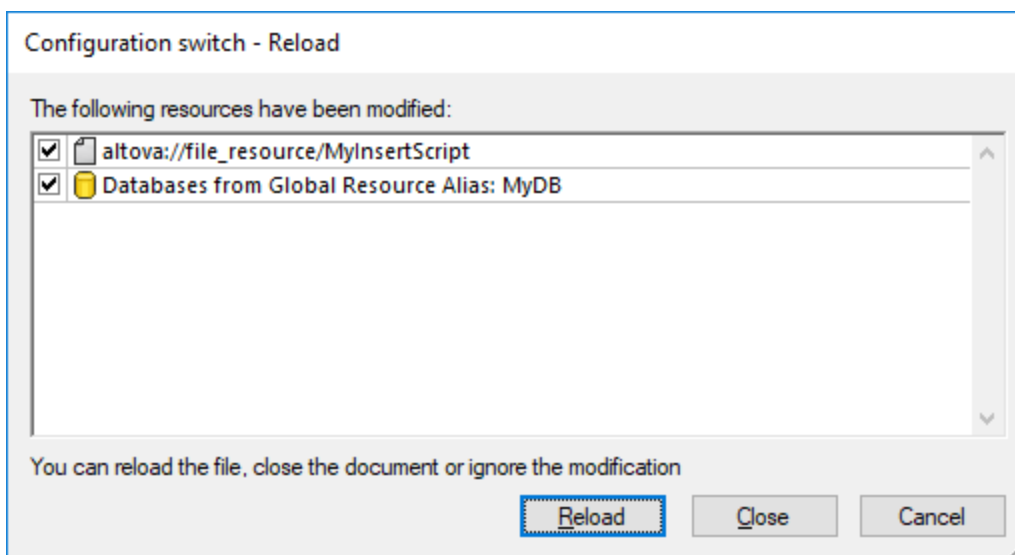 Configuration switch - Reload
The following resources have been modified:
altova://file_resource/MyInsertScript
Databases from Global Resource Alias: MyDB
You can reload the file, close the document or ignore the modification
Reload Close Cancel